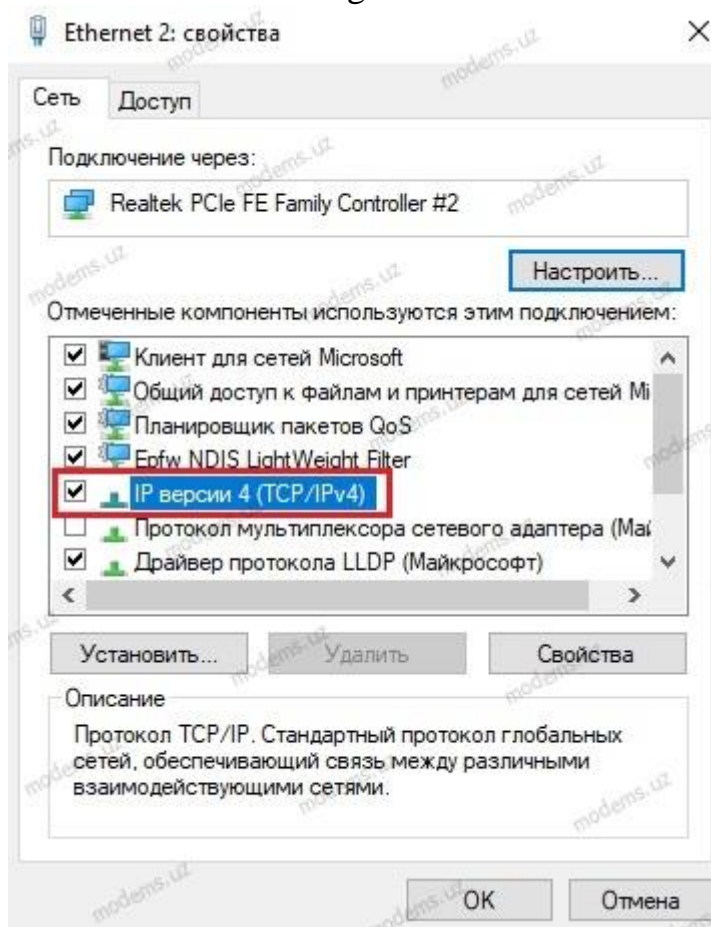 Ethernet 2: свойства
Сеть
Доступ
Подключение через:
Realtek PCIe FE Family Controller #2
Настроить...
Отмеченные компоненты используются этим подключением:
Клиент для сетей Microsoft
Общий доступ к файлам и принтерам для сетей Mi
Планировщик пакетов QoS
Epfw NDIS LightWeight Filter
IP версии 4 (TCP/IPv4)
Протокол мультиплексора сетевого адаптера (Май
Драйвер протокола LLDP (Майкрософт)
Установить...
Удалить
Свойства
Описание
Протокол TCP/IP. Стандартный протокол глобальных
сетей, обеспечивающий связь между различными
взаимодействующими сетями.
OK
Отмена
modems.uz